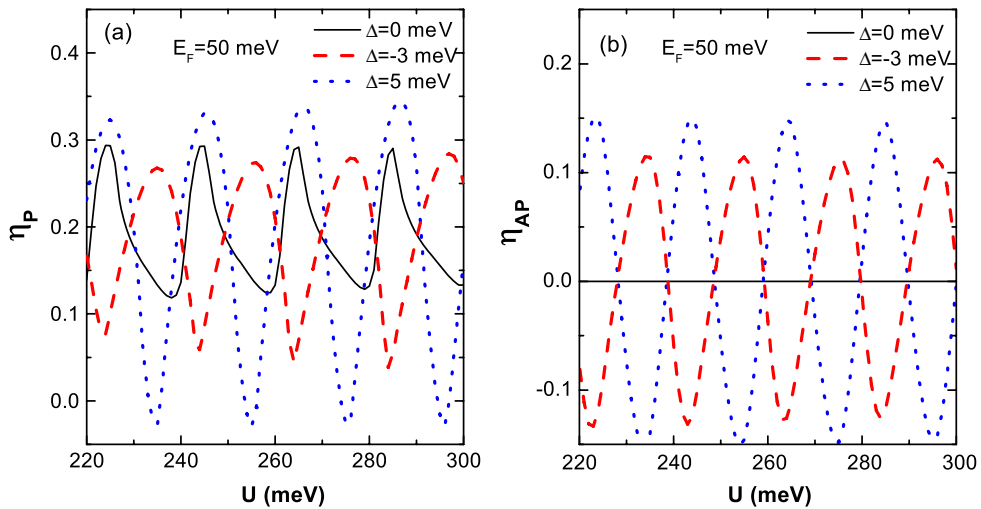 (a)
E_F=50 meV
Δ=0 meV
Δ=-3 meV
Δ=5 meV
0.4
0.3
0.2
0.1
0.0
η_P
220 240 260 280 300
U (meV)
(b)
E_F=50 meV
Δ=0 meV
Δ=-3 meV
Δ=5 meV
0.2
0.1
0.0
-0.1
η_AP
220 240 260 280 300
U (meV)